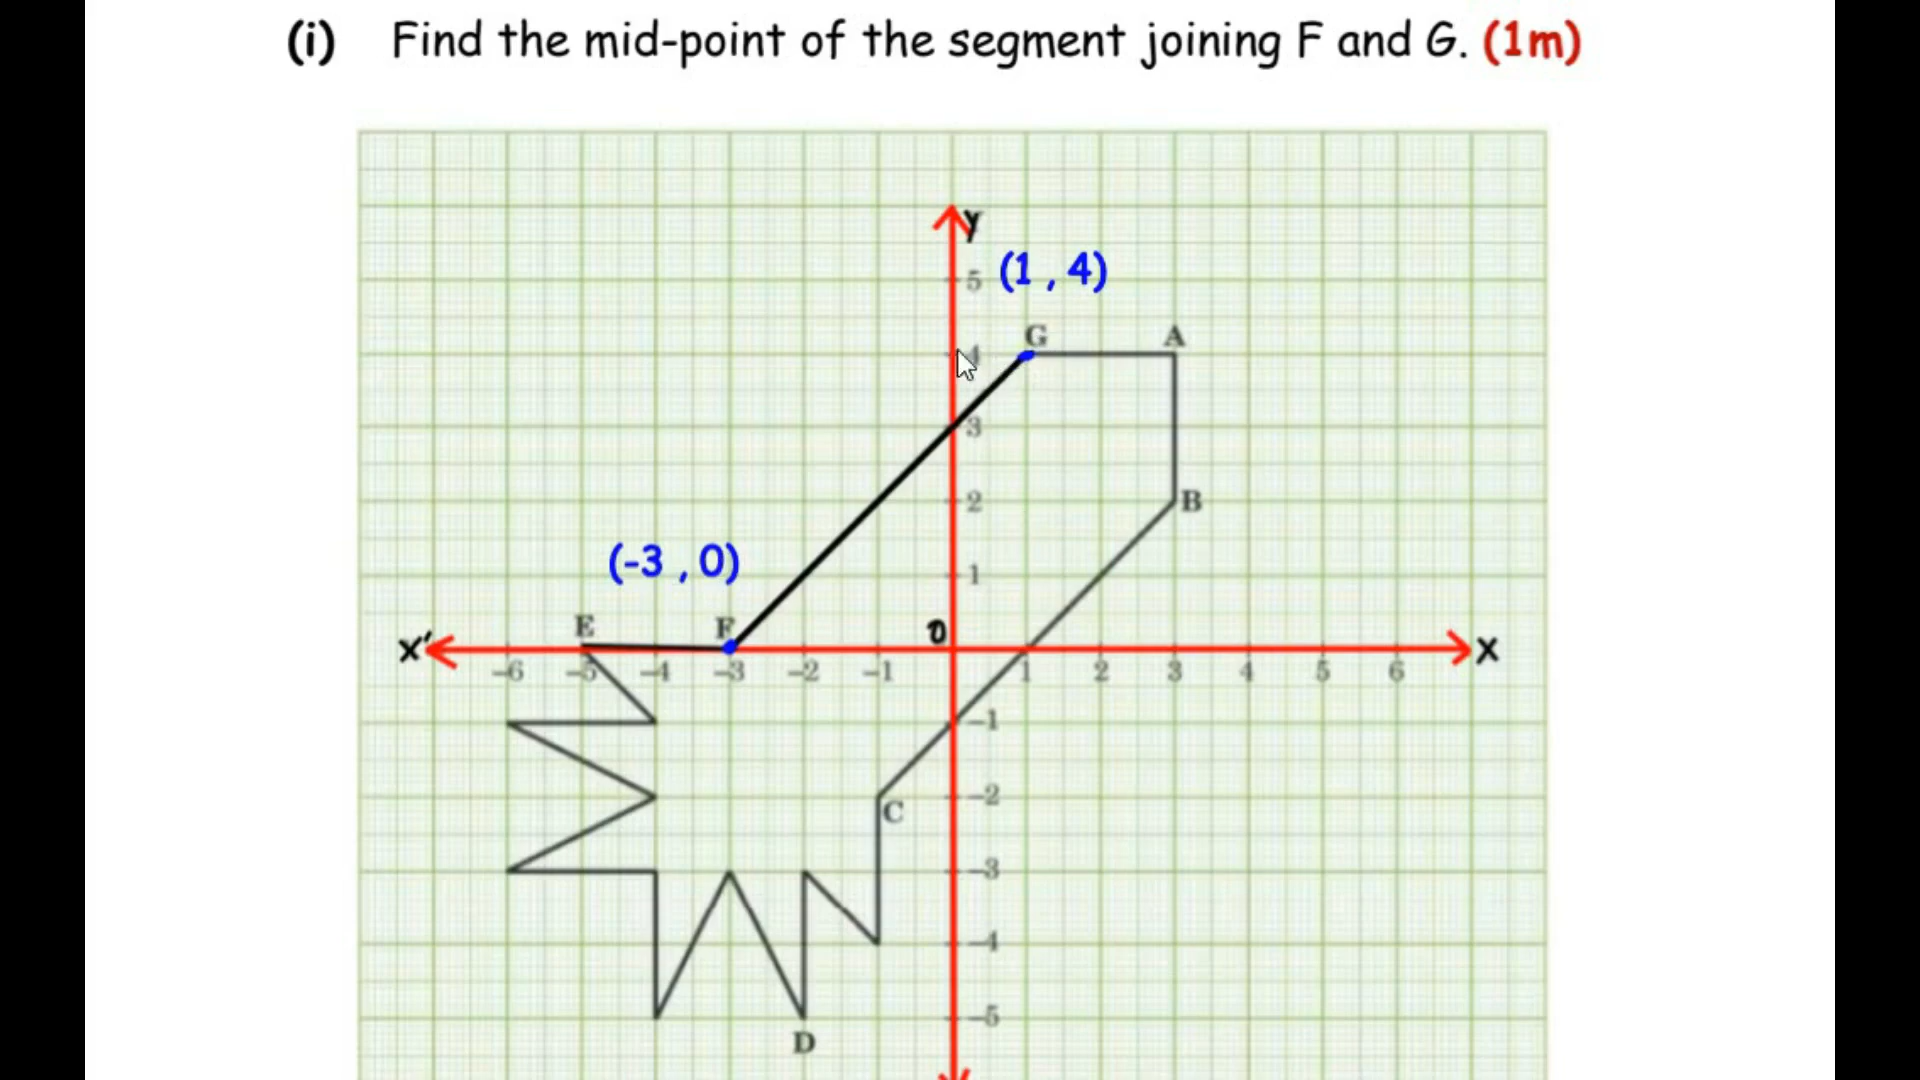 (i) Find the mid-point of the segment joining F and G. (1m)
y
(1 , 4)
5
G A
4
3
2 B
(-3 , 0)
1
E F 0
X′ X
−6 −5 −4 −3 −2 −1 1 2 3 4 5 6
−1
−2
C
−3
−4
−5
D